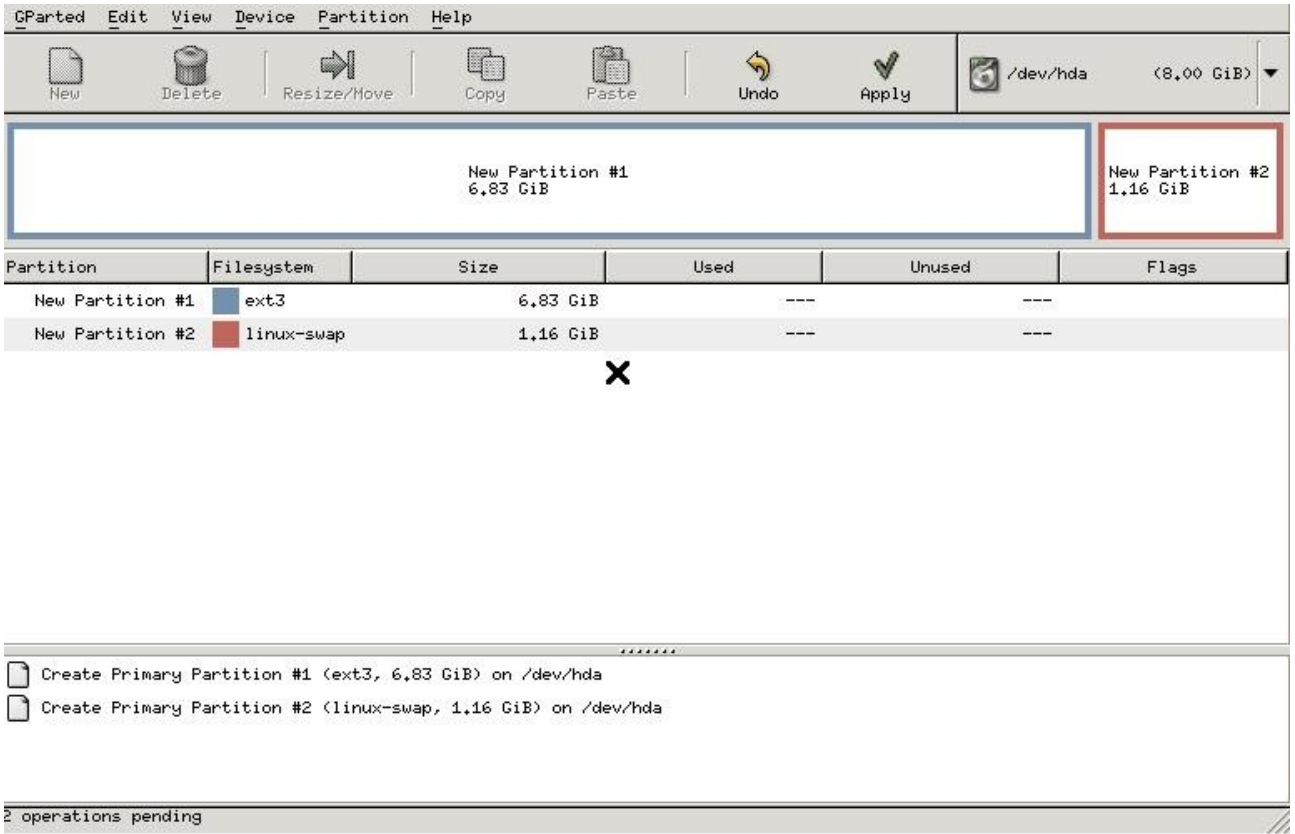 GParted Edit View Device Partition Help
New Delete Resize/Move Copy Paste Undo Apply /dev/hda (8.00 GiB)
New Partition #1
6.83 GiB
New Partition #2
1.16 GiB
Partition Filesystem Size Used Unused Flags
New Partition #1 ext3 6.83 GiB --- ---
New Partition #2 linux-swap 1.16 GiB --- ---
Create Primary Partition #1 (ext3, 6.83 GiB) on /dev/hda
Create Primary Partition #2 (linux-swap, 1.16 GiB) on /dev/hda
2 operations pending